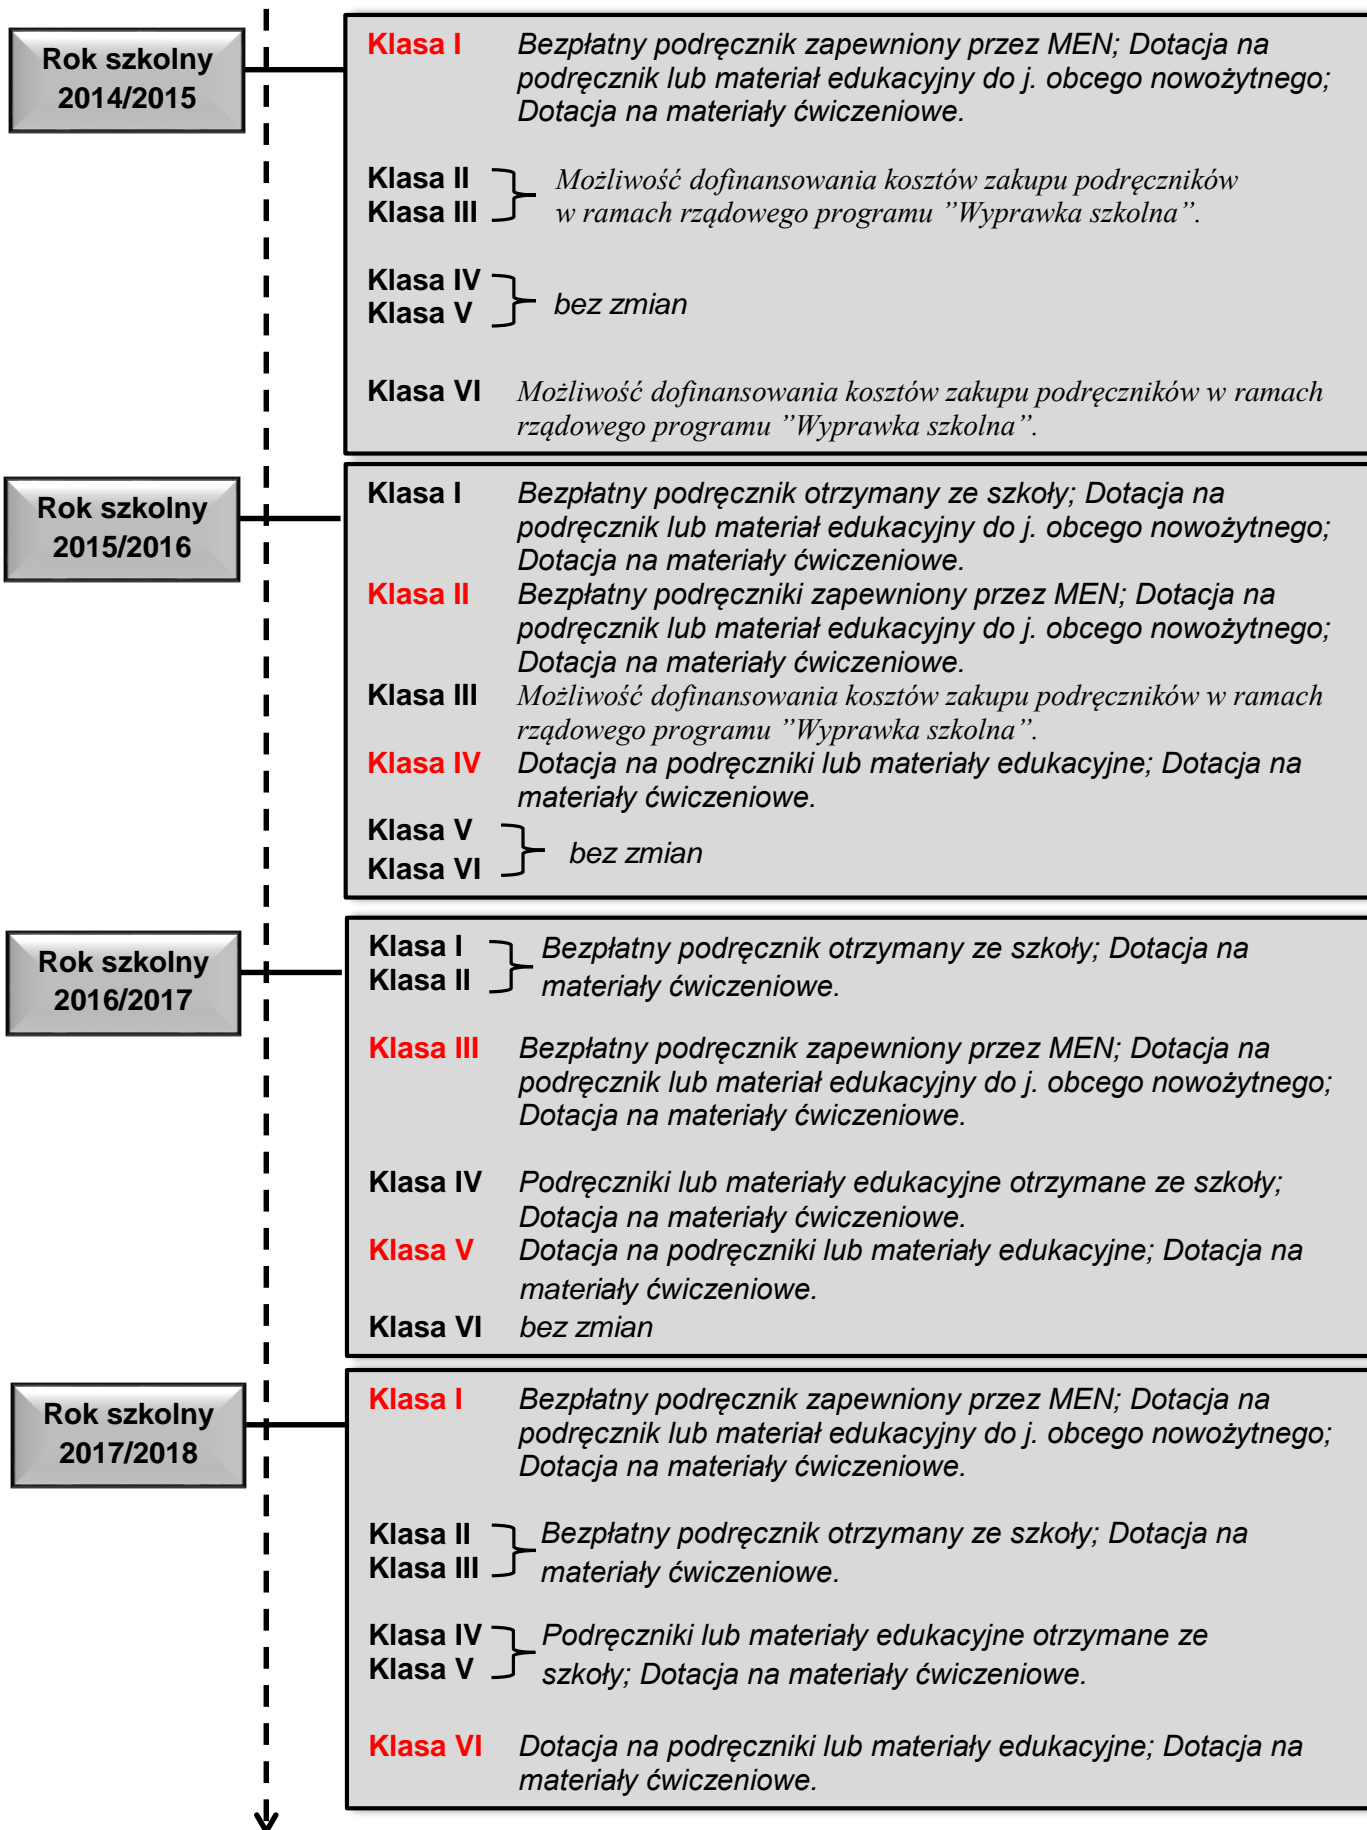 Rok szkolny
2014/2015
Klasa I Bezpłatny podręcznik zapewniony przez MEN; Dotacja na
podręcznik lub materiał edukacyjny do j. obcego nowożytnego;
Dotacja na materiały ćwiczeniowe.
Klasa II
Klasa III
Możliwość dofinansowania kosztów zakupu podręczników
w ramach rządowego programu ”Wyprawka szkolna”.
Klasa IV
Klasa V
bez zmian
Klasa VI Możliwość dofinansowania kosztów zakupu podręczników w ramach
rządowego programu ”Wyprawka szkolna”.
Rok szkolny
2015/2016
Klasa I Bezpłatny podręcznik otrzymany ze szkoły; Dotacja na
podręcznik lub materiał edukacyjny do j. obcego nowożytnego;
Dotacja na materiały ćwiczeniowe.
Klasa II Bezpłatny podręczniki zapewniony przez MEN; Dotacja na
podręcznik lub materiał edukacyjny do j. obcego nowożytnego;
Dotacja na materiały ćwiczeniowe.
Klasa III Możliwość dofinansowania kosztów zakupu podręczników w ramach
rządowego programu ”Wyprawka szkolna”.
Klasa IV Dotacja na podręczniki lub materiały edukacyjne; Dotacja na
materiały ćwiczeniowe.
Klasa V
Klasa VI
bez zmian
Rok szkolny
2016/2017
Klasa I
Klasa II
Bezpłatny podręcznik otrzymany ze szkoły; Dotacja na
materiały ćwiczeniowe.
Klasa III Bezpłatny podręcznik zapewniony przez MEN; Dotacja na
podręcznik lub materiał edukacyjny do j. obcego nowożytnego;
Dotacja na materiały ćwiczeniowe.
Klasa IV Podręczniki lub materiały edukacyjne otrzymane ze szkoły;
Dotacja na materiały ćwiczeniowe.
Klasa V Dotacja na podręczniki lub materiały edukacyjne; Dotacja na
materiały ćwiczeniowe.
Klasa VI bez zmian
Rok szkolny
2017/2018
Klasa I Bezpłatny podręcznik zapewniony przez MEN; Dotacja na
podręcznik lub materiał edukacyjny do j. obcego nowożytnego;
Dotacja na materiały ćwiczeniowe.
Klasa II
Klasa III
Bezpłatny podręcznik otrzymany ze szkoły; Dotacja na
materiały ćwiczeniowe.
Klasa IV
Klasa V
Podręczniki lub materiały edukacyjne otrzymane ze
szkoły; Dotacja na materiały ćwiczeniowe.
Klasa VI Dotacja na podręczniki lub materiały edukacyjne; Dotacja na
materiały ćwiczeniowe.